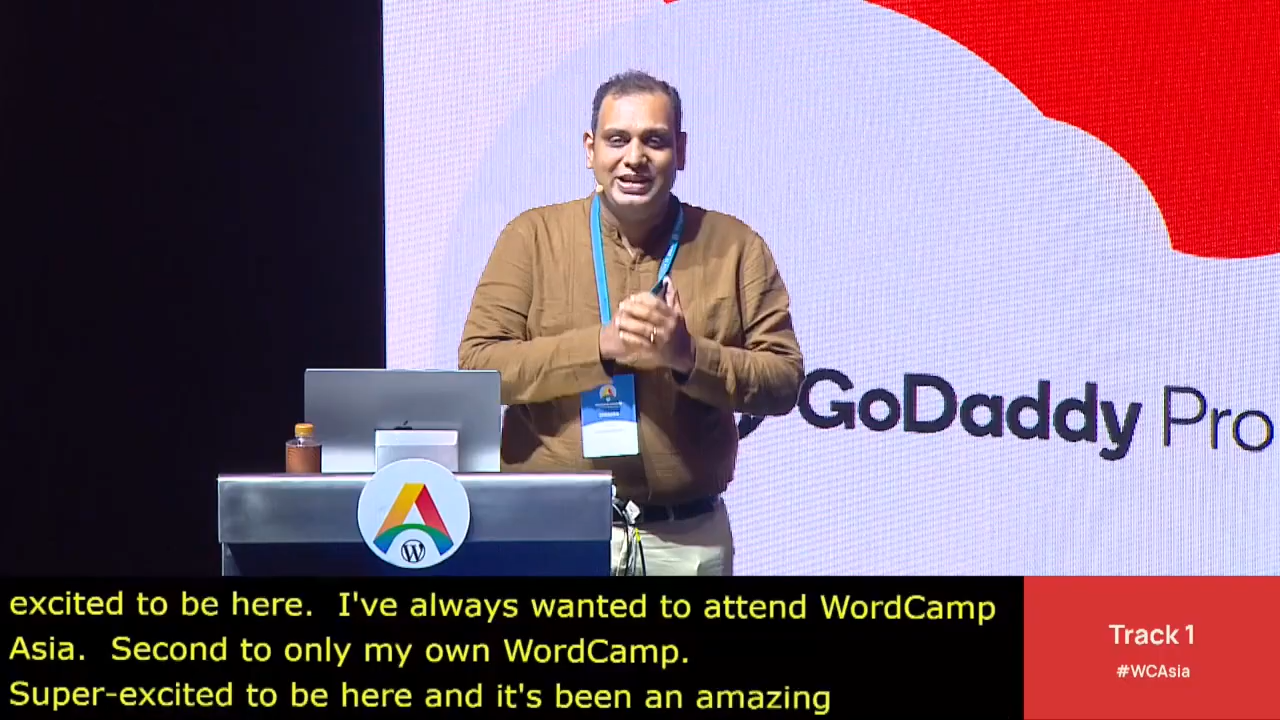 GoDaddy Pro
excited to be here.  I've always wanted to attend WordCamp
Asia.  Second to only my own WordCamp.
Super-excited to be here and it's been an amazing
Track 1
#WCAsia
W